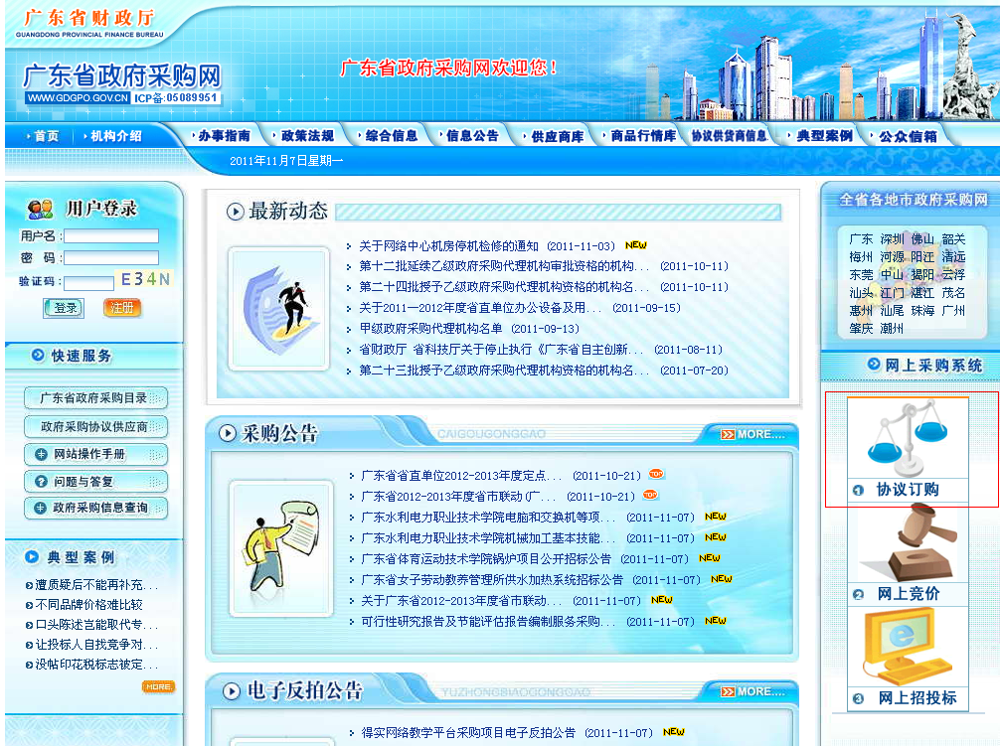 广东省财政厅
GUANGDONG PROVINCIAL FINANCE BUREAU
广东省政府采购网
WWW.GDGPO.GOV.CN ICP备:05089951
广东省政府采购网欢迎您!
首页 机构介绍 办事指南 政策法规 综合信息 信息公告 供应商库 商品行情库 协议供货商信息 典型案例 公众信箱
2011年11月7日星期一
用户登录
用户名:
密 码:
验证码: E34N
登录 注册
快速服务
广东省政府采购目录
政府采购协议供应商
网站操作手册
问题与答复
政府采购信息查询
典型案例
遭质疑后不能再补充...
不同品牌价格难比较
口头陈述岂能取代专...
让投标人自找竞争对...
没帖印花税标志被定...
MORE
最新动态
关于网络中心机房停机检修的通知 (2011-11-03) NEW
第十二批延续乙级政府采购代理机构审批资格的机构... (2011-10-11)
第二十四批授予乙级政府采购代理机构资格的机构名... (2011-10-11)
关于2011—2012年度省直单位办公设备及用... (2011-09-15)
甲级政府采购代理机构名单 (2011-09-13)
省财政厅 省科技厅关于停止执行《广东省自主创新... (2011-08-11)
第二十三批授予乙级政府采购代理机构资格的机构名... (2011-07-20)
采购公告 CAIGOUGONGGAO MORE....
广东省省直单位2012-2013年度定点... (2011-10-21) TOP
广东省2012-2013年度省市联动(广... (2011-10-21) TOP
广东水利电力职业技术学院电脑和交换机等项... (2011-11-07) NEW
广东水利电力职业技术学院机械加工基本技能... (2011-11-07) NEW
广东省体育运动技术学院锅炉项目公开招标公告 (2011-11-07) NEW
广东省女子劳动教养管理所供水加热系统招标公告 (2011-11-07) NEW
关于广东省2012-2013年度省市联动... (2011-11-07) NEW
可行性研究报告及节能评估报告编制服务采购... (2011-11-07) NEW
电子反拍公告 YUZHONGBIAOGONGGAO MORE....
得实网络教学平台采购项目电子反拍公告 (2011-11-07) NEW
全省各地市政府采购网
广东 深圳 佛山 韶关
梅州 河源 阳江 清远
东莞 中山 揭阳 云浮
汕头 江门 湛江 茂名
惠州 汕尾 珠海 广州
肇庆 潮州
网上采购系统
1 协议订购
2 网上竞价
3 网上招投标